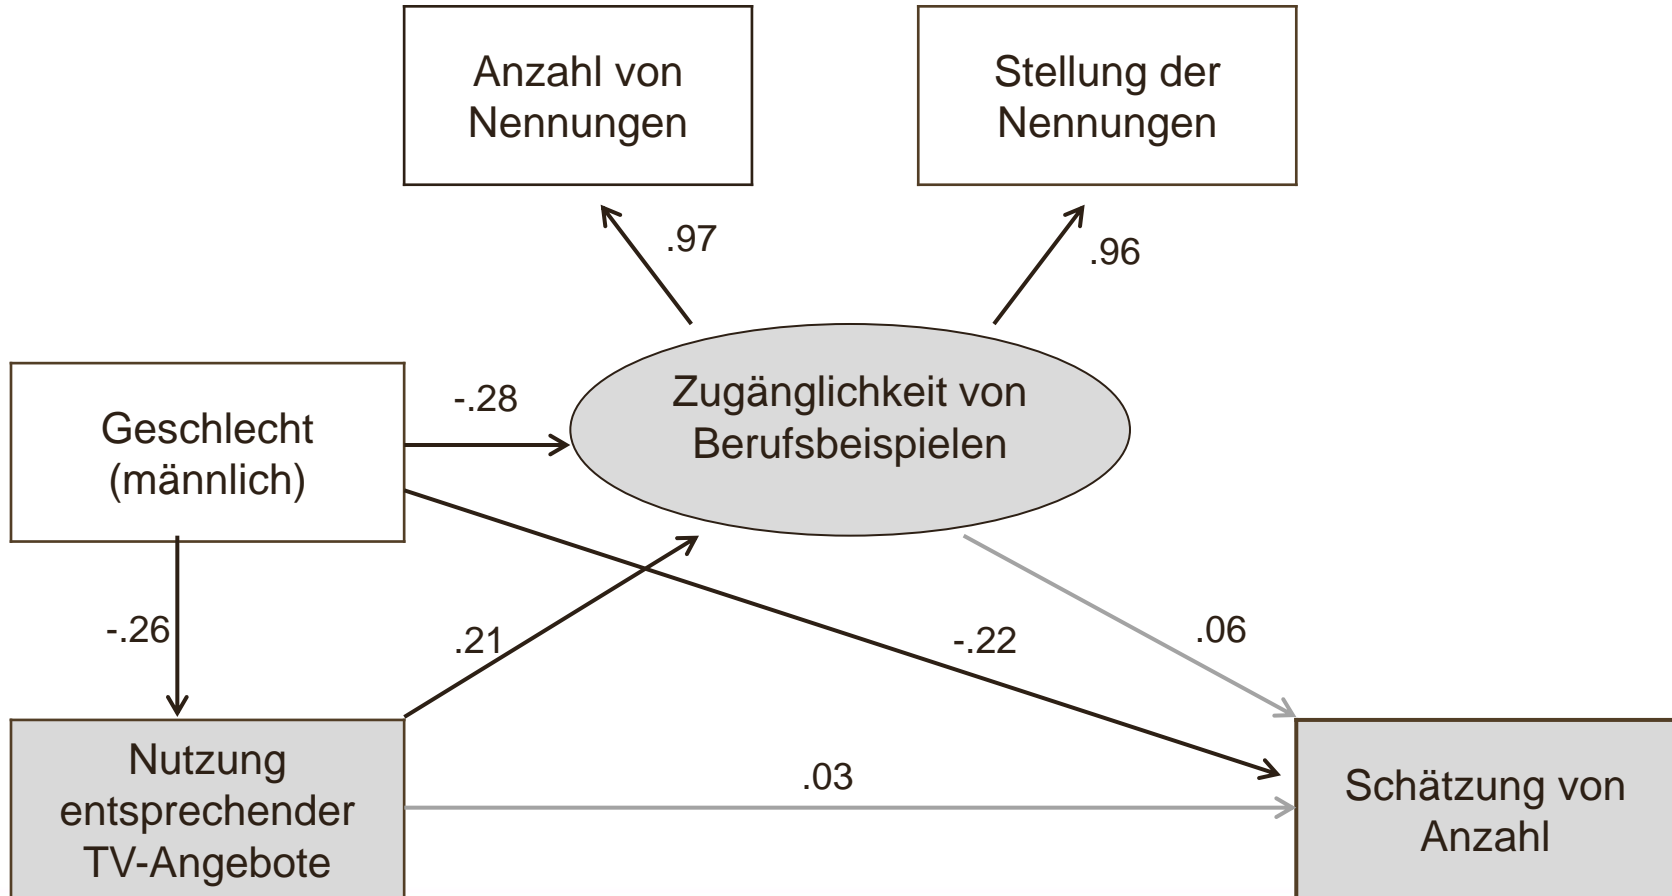 Anzahl von
Nennungen
Stellung der
Nennungen
.97
.96
Geschlecht
(männlich)
-.28
Zugänglichkeit von
Berufsbeispielen
-.26
.21
-.22
.06
Nutzung
entsprechender
TV-Angebote
.03
Schätzung von
Anzahl